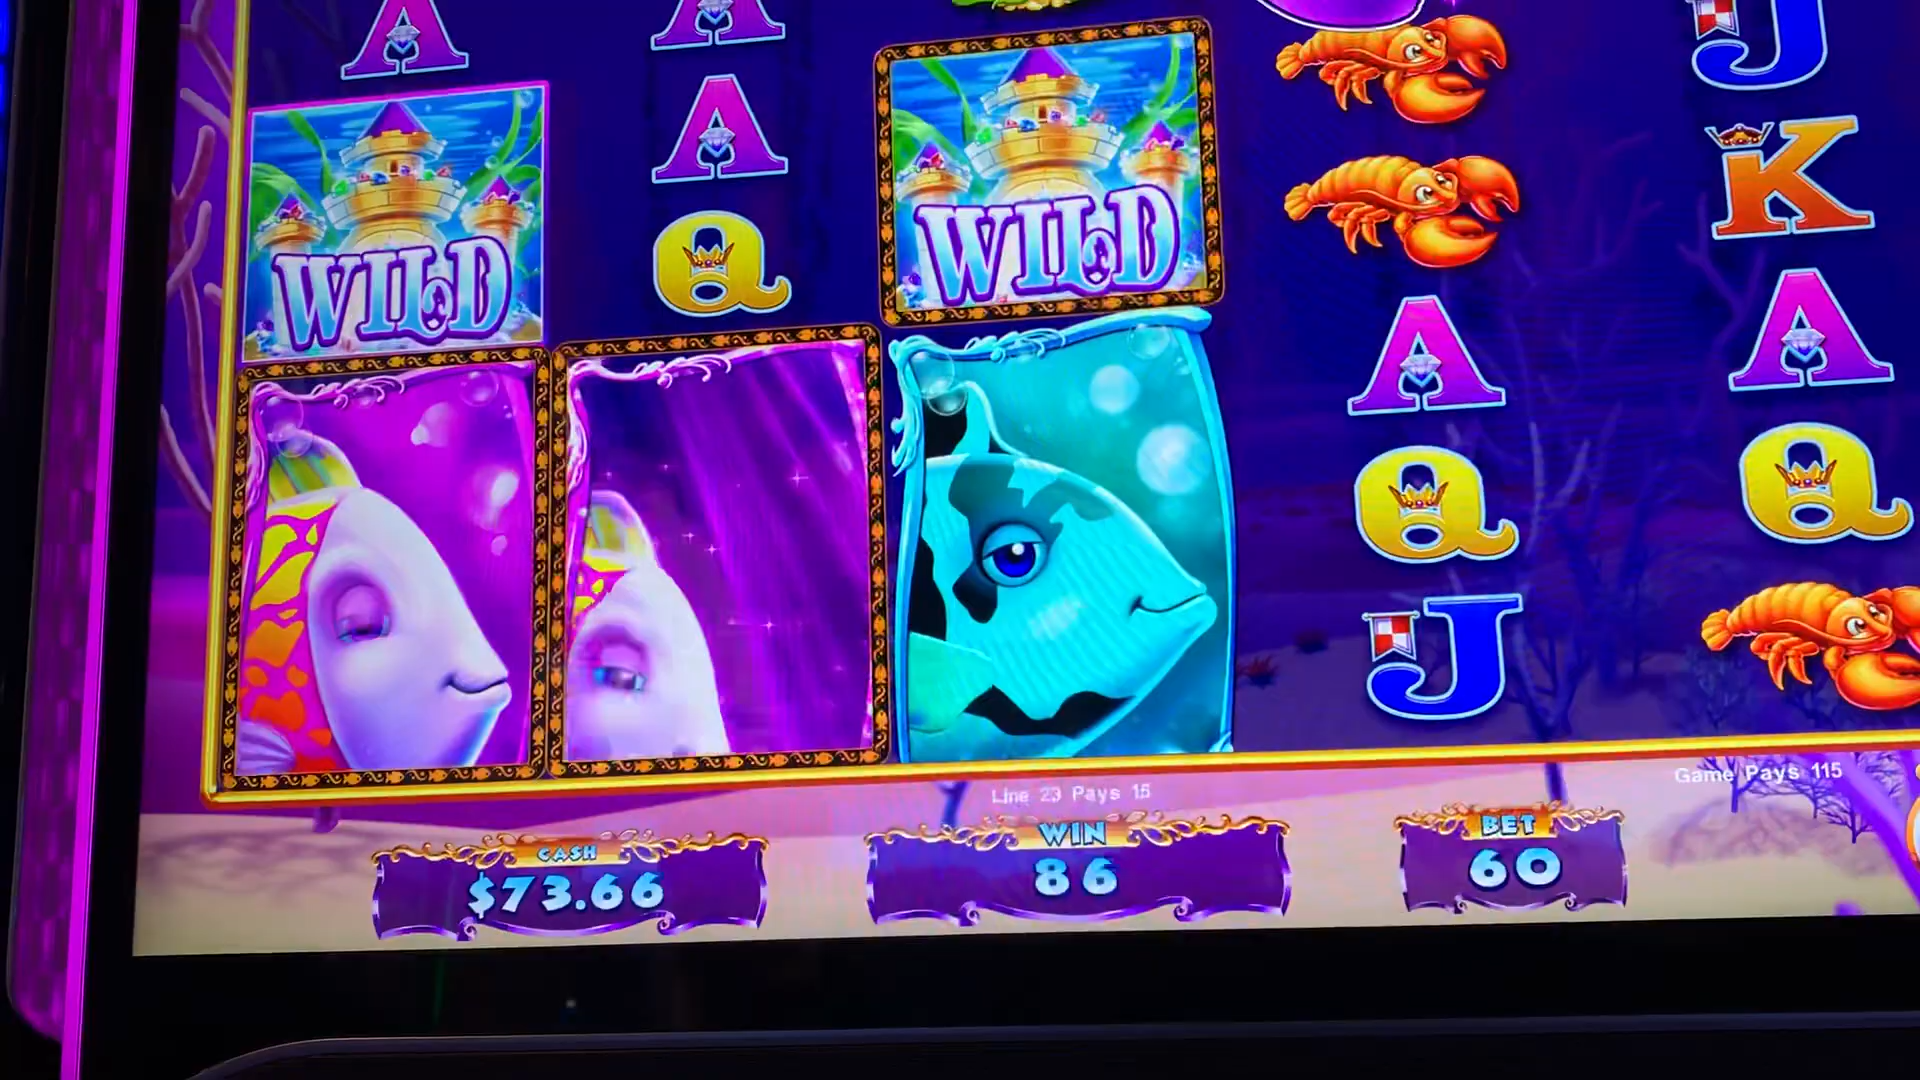 A
A
J
WILD
A
WILD
K
Q
A
A
Q
Q
J
Line 23 Pays 15
Game Pays 115
CASH
WIN
BET
$73.66
86
60